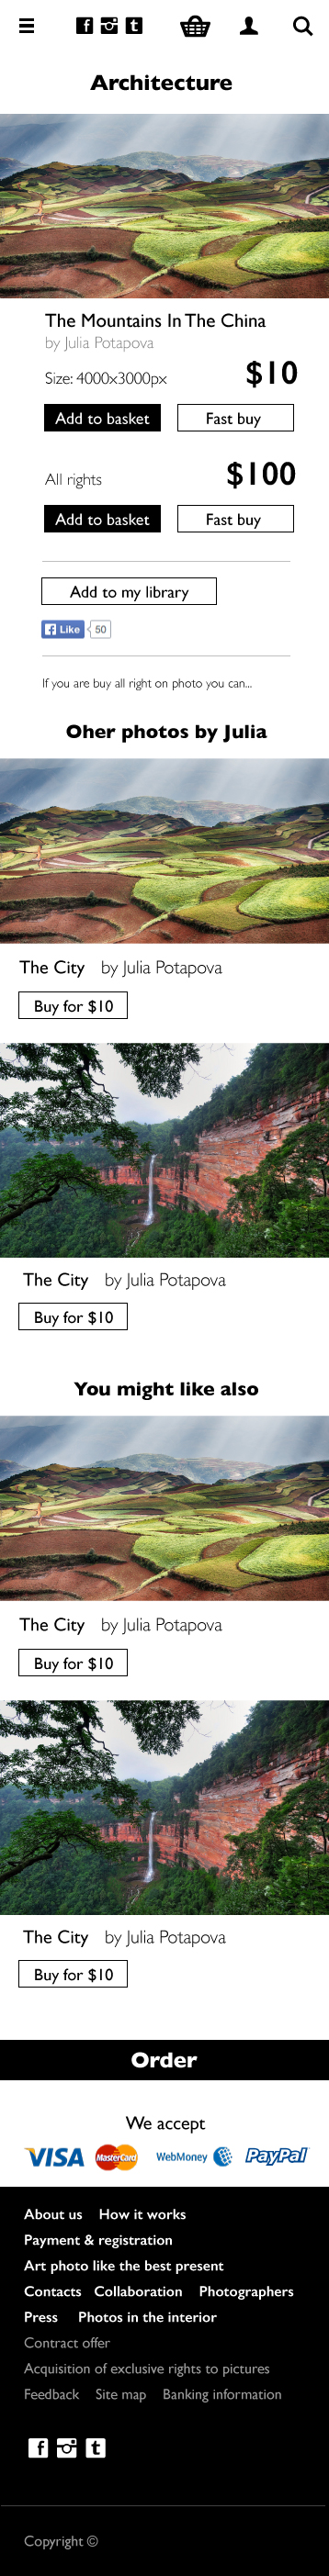 Architecture
The Mountains In The China
by Julia Potapova
Size: 4000x3000px $10
Add to basket Fast buy
All rights $100
Add to basket Fast buy
Add to my library
Like 50
If you are buy all right on photo you can...
Oher photos by Julia
The City by Julia Potapova
Buy for $10
The City by Julia Potapova
Buy for $10
You might like also
The City by Julia Potapova
Buy for $10
The City by Julia Potapova
Buy for $10
Order
We accept
VISA MasterCard WebMoney PayPal
About us How it works
Payment & registration
Art photo like the best present
Contacts Collaboration Photographers
Press Photos in the interior
Contract offer
Acquisition of exclusive rights to pictures
Feedback Site map Banking information
Copyright ©